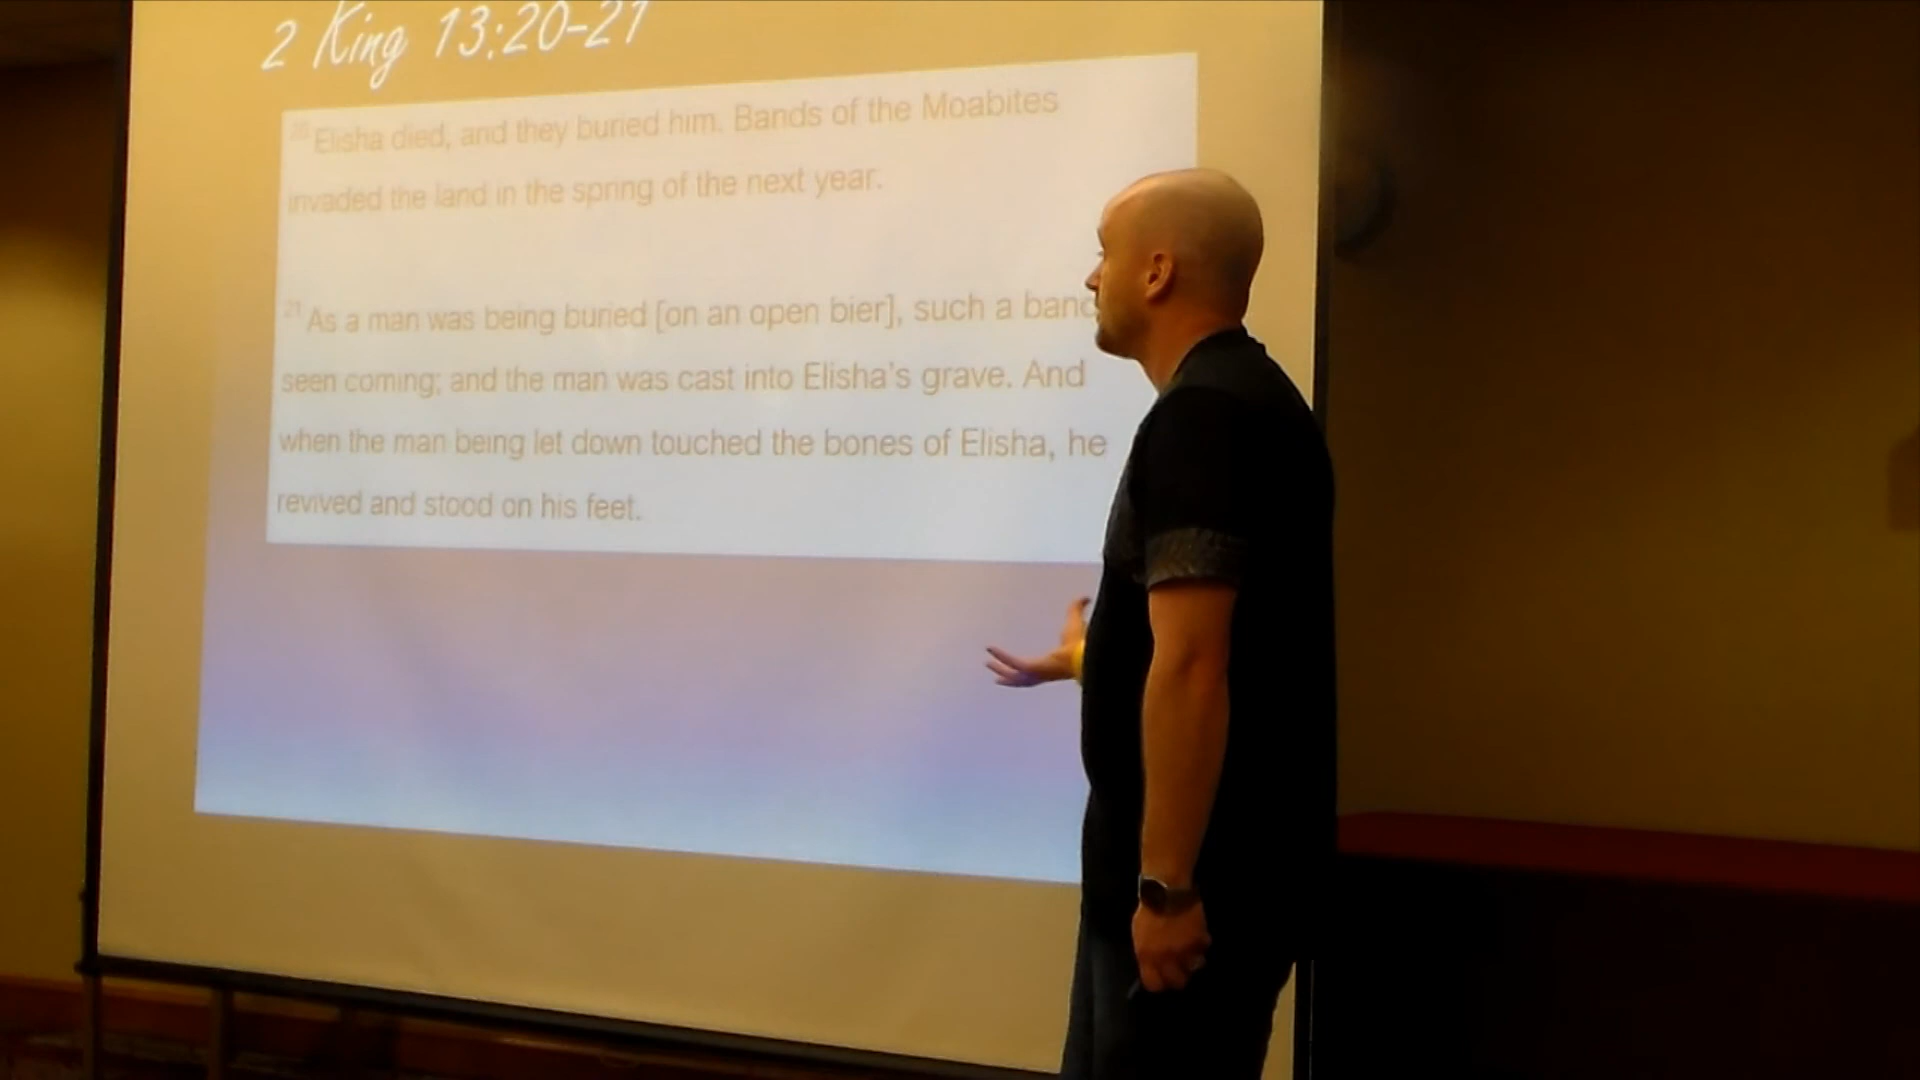 2 King 13:20-21
20 Elisha died, and they buried him. Bands of the Moabites
invaded the land in the spring of the next year.
21 As a man was being buried [on an open bier], such a band
seen coming; and the man was cast into Elisha's grave. And
when the man being let down touched the bones of Elisha, he
revived and stood on his feet.